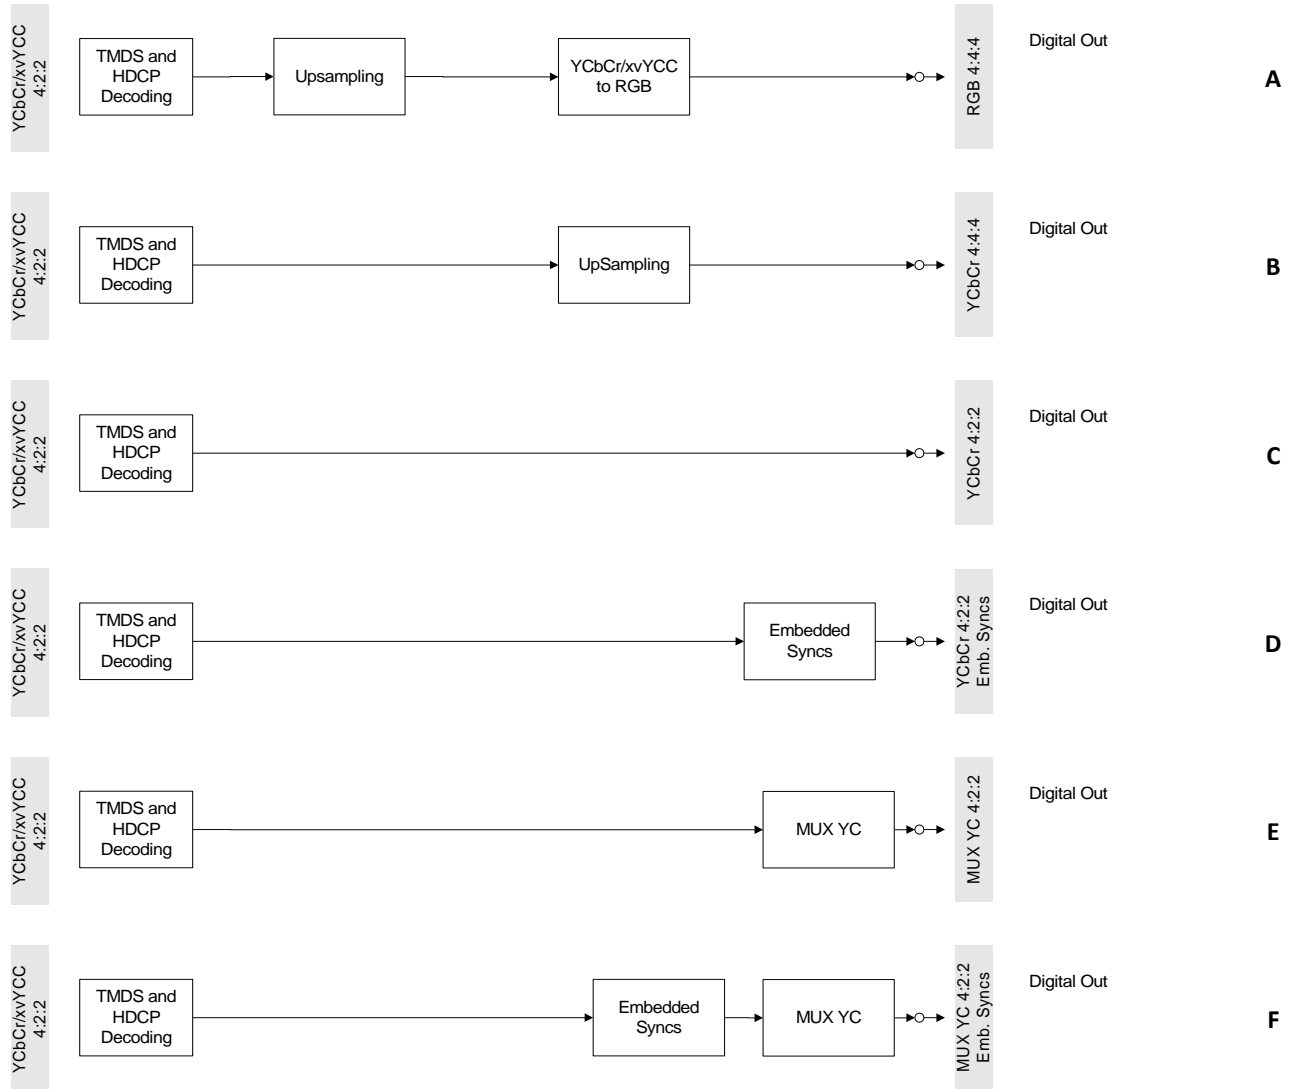 YCbCr/xvYCC
4:2:2
TMDS and
HDCP
Decoding
Upsampling
YCbCr/xvYCC
to RGB
RGB 4:4:4
Digital Out
A
YCbCr/xvYCC
4:2:2
TMDS and
HDCP
Decoding
UpSampling
YCbCr 4:4:4
Digital Out
B
YCbCr/xvYCC
4:2:2
TMDS and
HDCP
Decoding
YCbCr 4:2:2
Digital Out
C
YCbCr/xvYCC
4:2:2
TMDS and
HDCP
Decoding
Embedded
Syncs
YCbCr 4:2:2
Emb. Syncs
Digital Out
D
YCbCr/xvYCC
4:2:2
TMDS and
HDCP
Decoding
MUX YC
MUX YC 4:2:2
Digital Out
E
YCbCr/xvYCC
4:2:2
TMDS and
HDCP
Decoding
Embedded
Syncs
MUX YC
MUX YC 4:2:2
Emb. Syncs
Digital Out
F